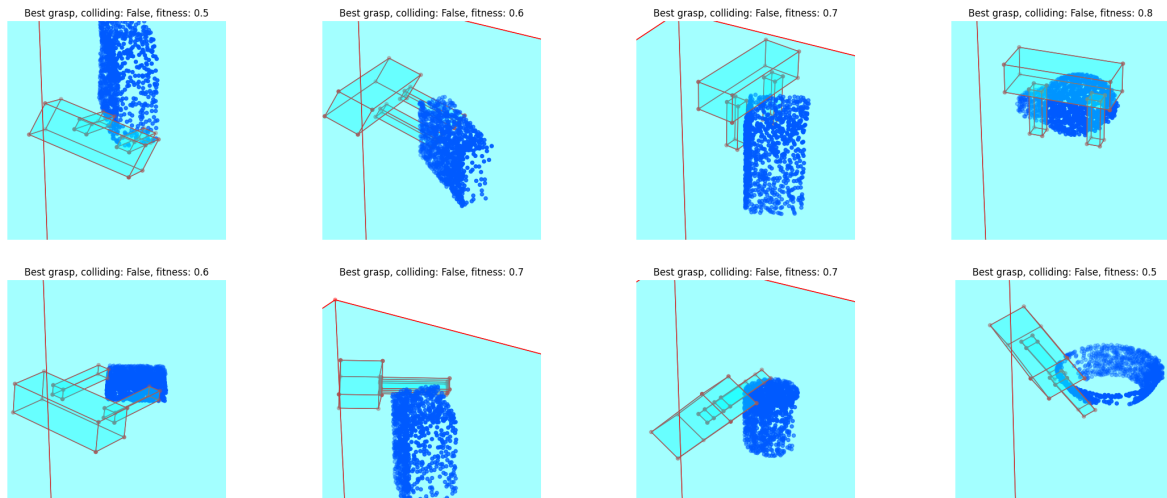 Best grasp, colliding: False, fitness: 0.5
Best grasp, colliding: False, fitness: 0.6
Best grasp, colliding: False, fitness: 0.7
Best grasp, colliding: False, fitness: 0.8
Best grasp, colliding: False, fitness: 0.6
Best grasp, colliding: False, fitness: 0.7
Best grasp, colliding: False, fitness: 0.7
Best grasp, colliding: False, fitness: 0.5